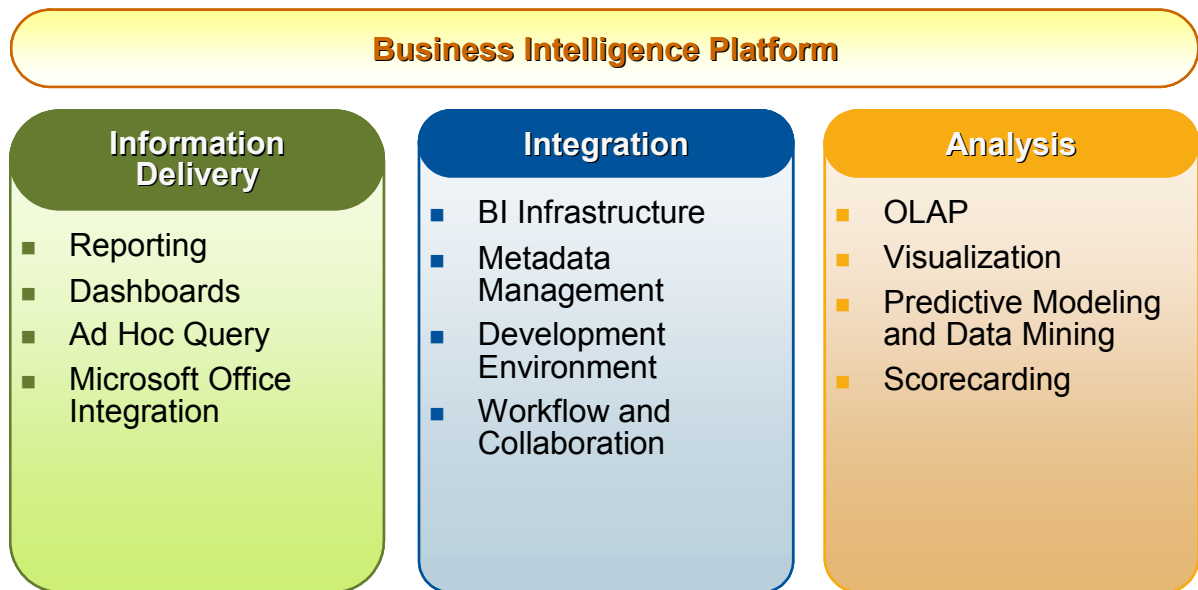 Business Intelligence Platform
Information
Delivery
Reporting
Dashboards
Ad Hoc Query
Microsoft Office
Integration
Integration
BI Infrastructure
Metadata
Management
Development
Environment
Workflow and
Collaboration
Analysis
OLAP
Visualization
Predictive Modeling
and Data Mining
Scorecarding